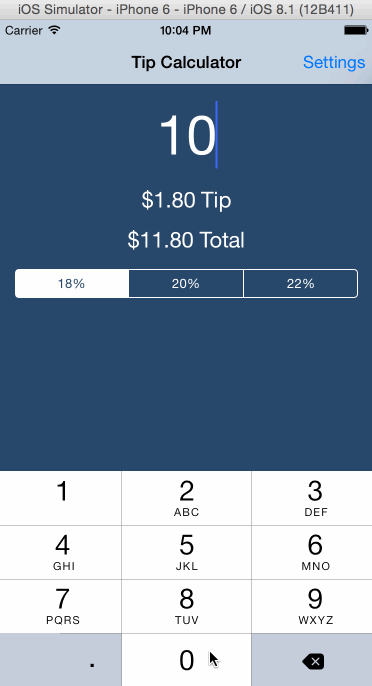 iOS Simulator - iPhone 6 - iPhone 6 / iOS 8.1 (12B411)
Carrier 10:04 PM
Tip Calculator Settings
10
$1.80 Tip
$11.80 Total
18% 20% 22%
1 2 3
ABC DEF
4 5 6
GHI JKL MNO
7 8 9
PQRS TUV WXYZ
. 0